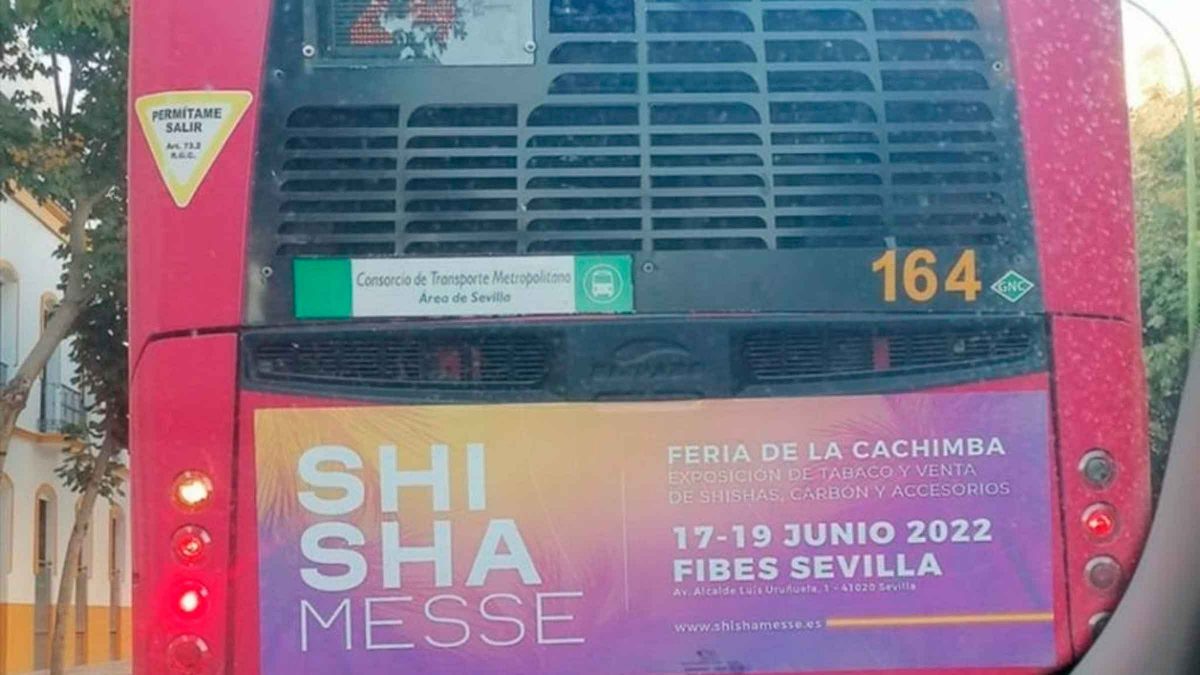 PERMÍTAME
SALIR
Art. 73.2
R.G.C.
Consorcio de Transporte Metropolitano
Área de Sevilla
164
GNC
SHI
SHA
MESSE
FERIA DE LA CACHIMBA
EXPOSICIÓN DE TABACO Y VENTA
DE SHISHAS, CARBÓN Y ACCESORIOS
17-19 JUNIO 2022
FIBES SEVILLA
Av. Alcalde Luis Uruñuela, 1 - 41020 Sevilla
www.shishamesse.es